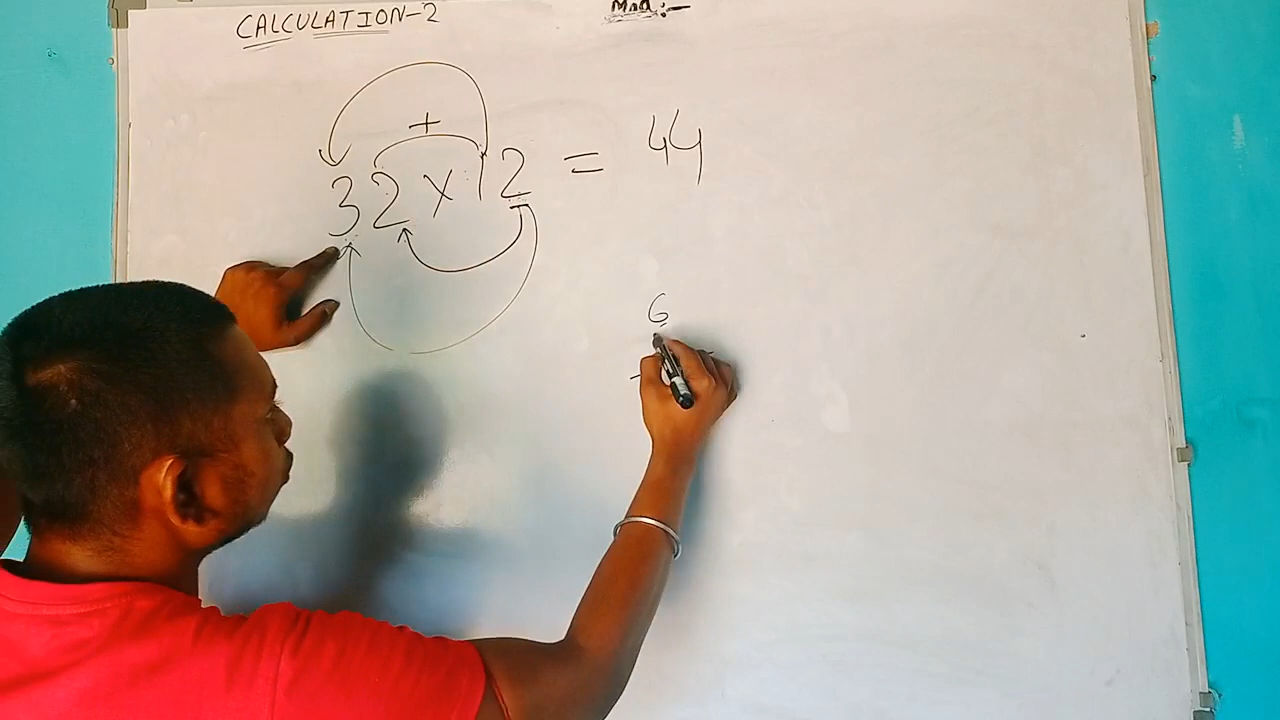 CALCULATION-2
+
32 x 12 = 44
6